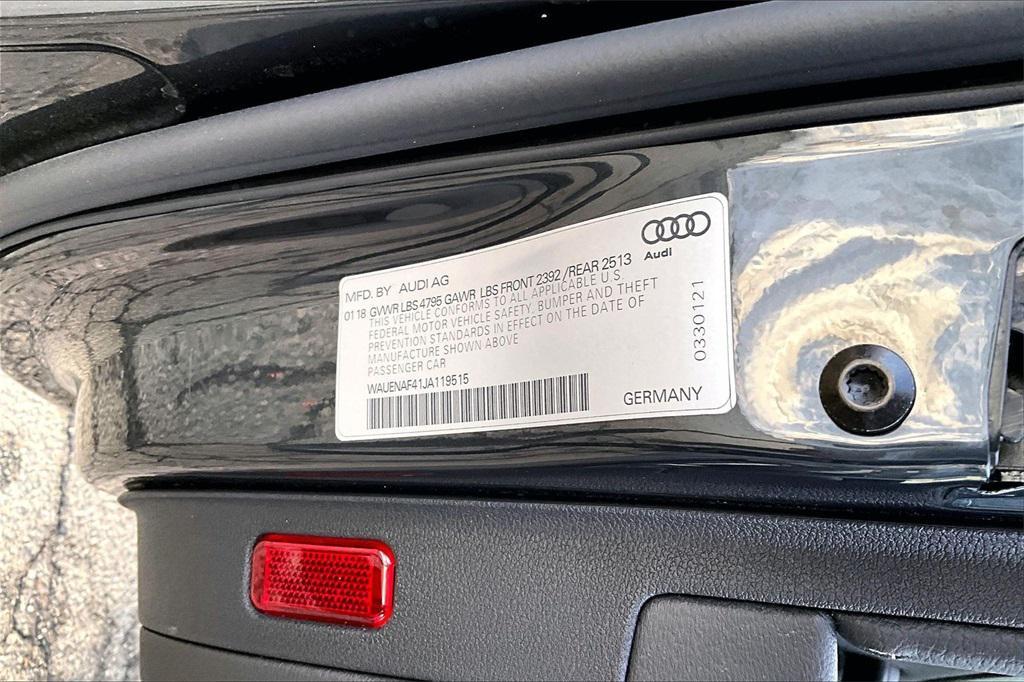 Audi
MFD. BY AUDI AG
0118 GVWR LBS 4795 GAWR LBS FRONT 2392 / REAR 2513
THIS VEHICLE CONFORMS TO ALL APPLICABLE U.S.
FEDERAL MOTOR VEHICLE SAFETY, BUMPER AND THEFT
PREVENTION STANDARDS IN EFFECT ON THE DATE OF
MANUFACTURE SHOWN ABOVE
PASSENGER CAR
WAUENAF41JA119515
GERMANY
0330121